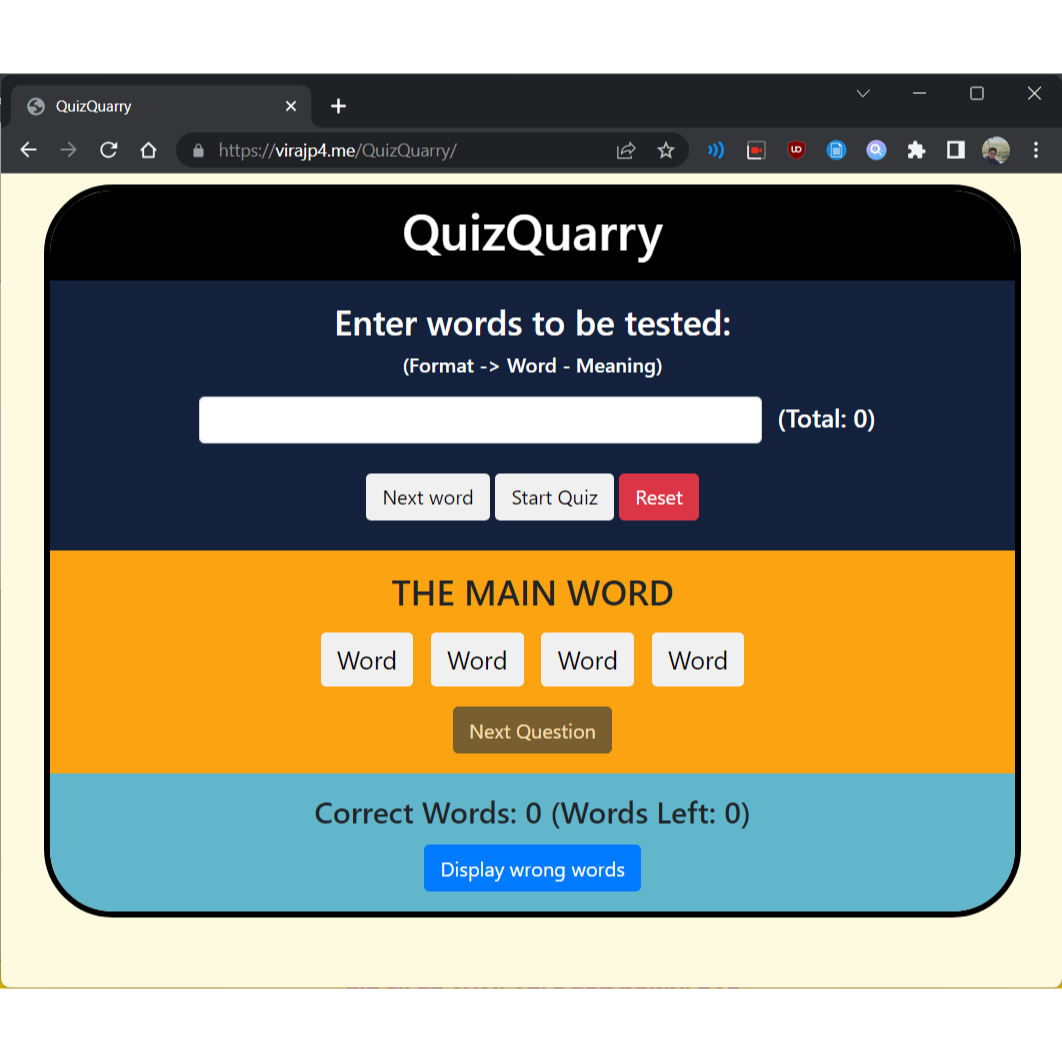 QuizQuarry
https://virajp4.me/QuizQuarry/
QuizQuarry
Enter words to be tested:
(Format -> Word - Meaning)
(Total: 0)
Next word Start Quiz Reset
THE MAIN WORD
Word Word Word Word
Next Question
Correct Words: 0 (Words Left: 0)
Display wrong words